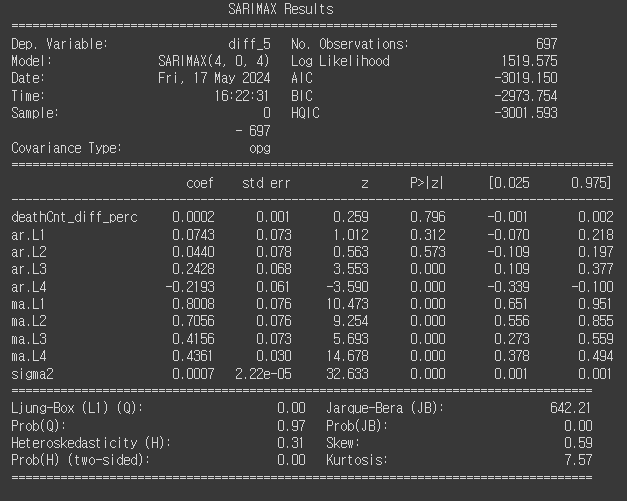 SARIMAX Results
==============================================================================
Dep. Variable: diff_5 No. Observations: 697
Model: SARIMAX(4, 0, 4) Log Likelihood 1519.575
Date: Fri, 17 May 2024 AIC -3019.150
Time: 16:22:31 BIC -2973.754
Sample: 0 HQIC -3001.593
- 697
Covariance Type: opg
=====================================================================================
coef std err z P>|z| [0.025 0.975]
-------------------------------------------------------------------------------------
deathCnt_diff_perc 0.0002 0.001 0.259 0.796 -0.001 0.002
ar.L1 0.0743 0.073 1.012 0.312 -0.070 0.218
ar.L2 0.0440 0.078 0.563 0.573 -0.109 0.197
ar.L3 0.2428 0.068 3.553 0.000 0.109 0.377
ar.L4 -0.2193 0.061 -3.590 0.000 -0.339 -0.100
ma.L1 0.8008 0.076 10.473 0.000 0.651 0.951
ma.L2 0.7056 0.076 9.254 0.000 0.556 0.855
ma.L3 0.4156 0.073 5.693 0.000 0.273 0.559
ma.L4 0.4361 0.030 14.678 0.000 0.378 0.494
sigma2 0.0007 2.22e-05 32.633 0.000 0.001 0.001
===================================================================================
Ljung-Box (L1) (Q): 0.00 Jarque-Bera (JB): 642.21
Prob(Q): 0.97 Prob(JB): 0.00
Heteroskedasticity (H): 0.31 Skew: 0.59
Prob(H) (two-sided): 0.00 Kurtosis: 7.57
===================================================================================